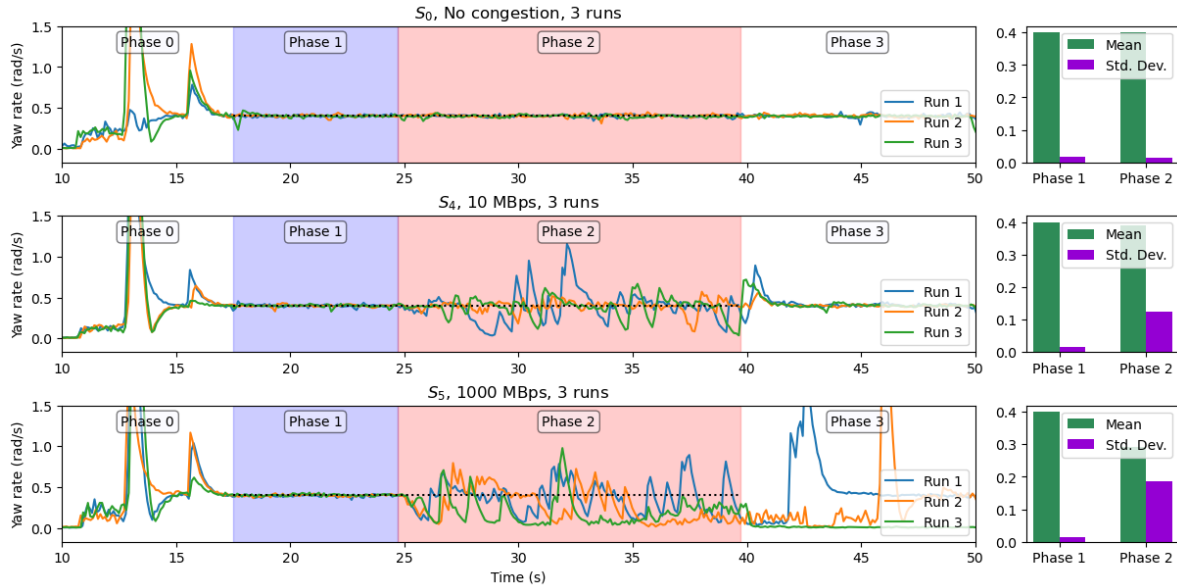 S₀, No congestion, 3 runs
Yaw rate (rad/s)
1.5
1.0
0.5
0.0
Phase 0
Phase 1
Phase 2
Phase 3
Run 1
Run 2
Run 3
10 15 20 25 30 35 40 45 50
0.4
0.3
0.2
0.1
0.0
Mean
Std. Dev.
Phase 1 Phase 2
S₄, 10 MBps, 3 runs
Yaw rate (rad/s)
1.5
1.0
0.5
0.0
Phase 0
Phase 1
Phase 2
Phase 3
Run 1
Run 2
Run 3
10 15 20 25 30 35 40 45 50
0.4
0.3
0.2
0.1
0.0
Mean
Std. Dev.
Phase 1 Phase 2
S₅, 1000 MBps, 3 runs
Yaw rate (rad/s)
1.5
1.0
0.5
0.0
Phase 0
Phase 1
Phase 2
Phase 3
Run 1
Run 2
Run 3
10 15 20 25 30 35 40 45 50
Time (s)
0.4
0.3
0.2
0.1
0.0
Mean
Std. Dev.
Phase 1 Phase 2